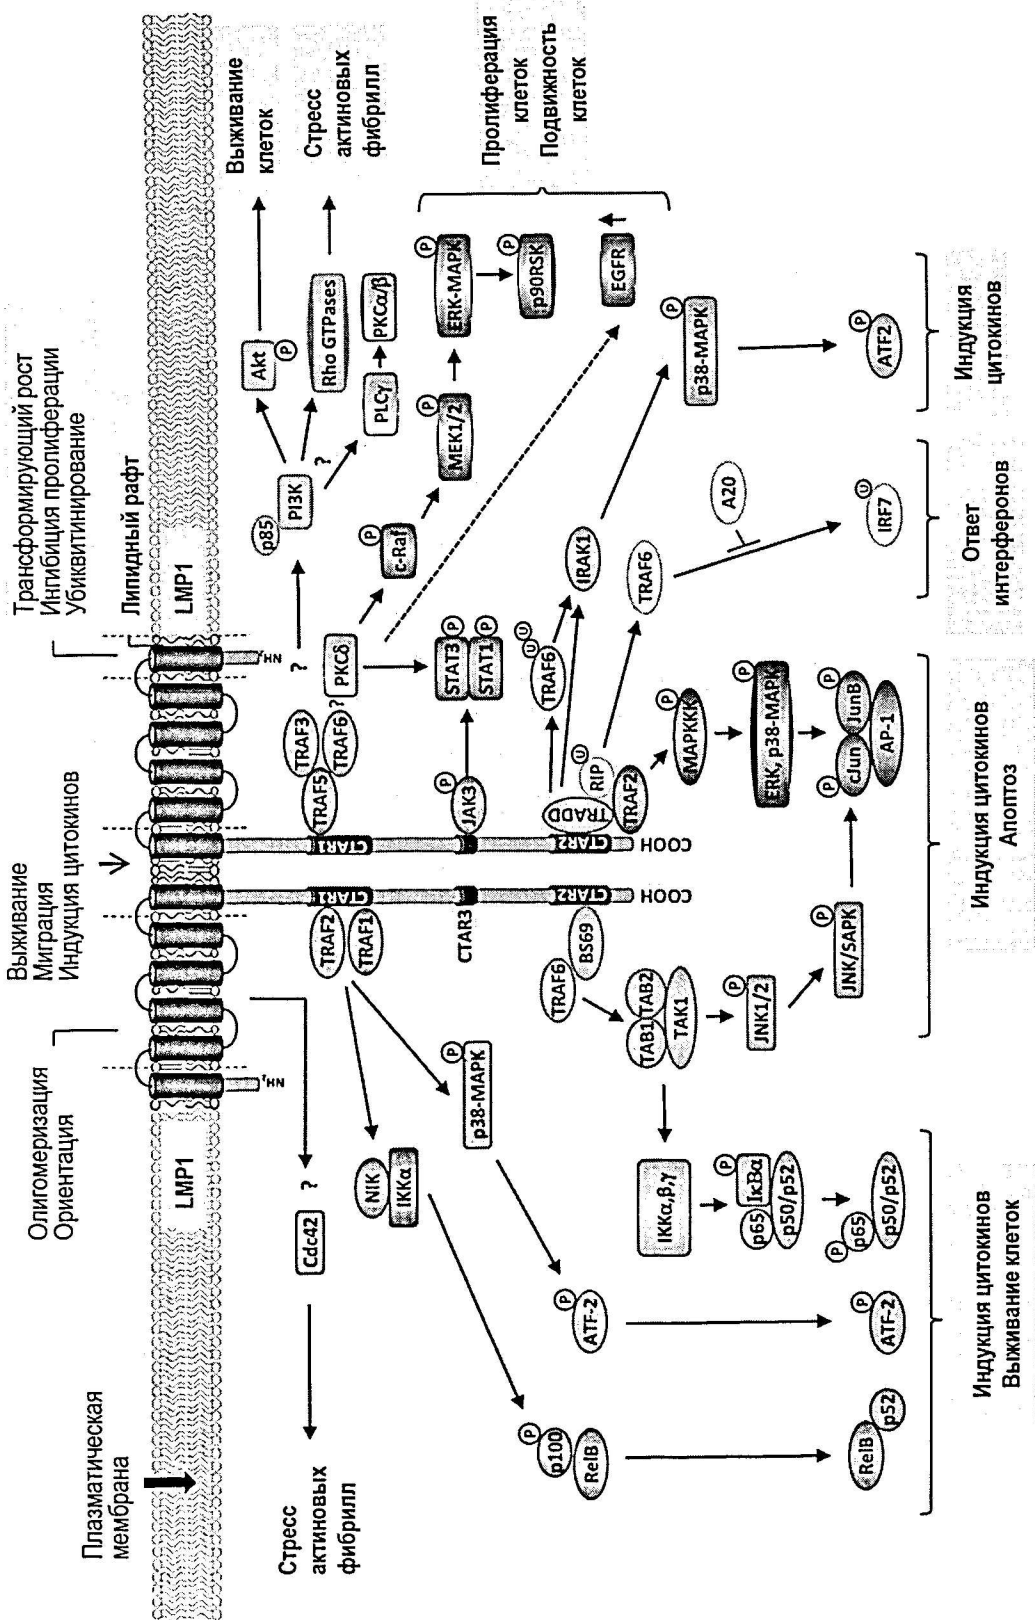 Плазматическая
мембрана
Олигомеризация
Ориентация
Выживание
Миграция
Индукция цитокинов
Трансформирующий рост
Ингибиция пролиферации
Убиквитинирование
Липидный рафт
LMP1
LMP1
NH₂
NH₂
Стресс
актиновых
фибрилл
Cdc42
?
?
p85
PI3K
Akt
P
Выживание
клеток
Rho GTPases
Стресс
актиновых
фибрилл
?
PLCγ
PKCα/β
TRAF2
TRAF1
CTAR1
CTAR1
TRAF5
TRAF3
TRAF6
?
PKCδ
c-Raf
P
MEK1/2
P
ERK-MAPK
P
p90RSK
P
EGFR
Пролиферация
клеток
Подвижность
клеток
NIK
IKKα
p38-MAPK
P
CTAR3
JAK3
P
STAT3
P
STAT1
P
p100
P
RelB
ATF-2
P
TRAF6
BS69
CTAR2
CTAR2
COOH
COOH
TRADD
RIP
U
TRAF2
TRAF6
U
U
IRAK1
TRAF6
A20
p38-MAPK
P
TAB1
TAB2
TAK1
MAPKKK
P
IKKα,β,γ
JNK1/2
P
ERK, p38-MAPK
P
p65
IκBα
P
p50/p52
JNK/SAPK
P
RelB
p52
ATF-2
P
p65
P
p50/p52
cJun
P
JunB
P
AP-1
IRF7
U
ATF2
P
Индукция цитокинов
Выживание клеток
Индукция цитокинов
Апоптоз
Ответ
интерферонов
Индукция
цитокинов